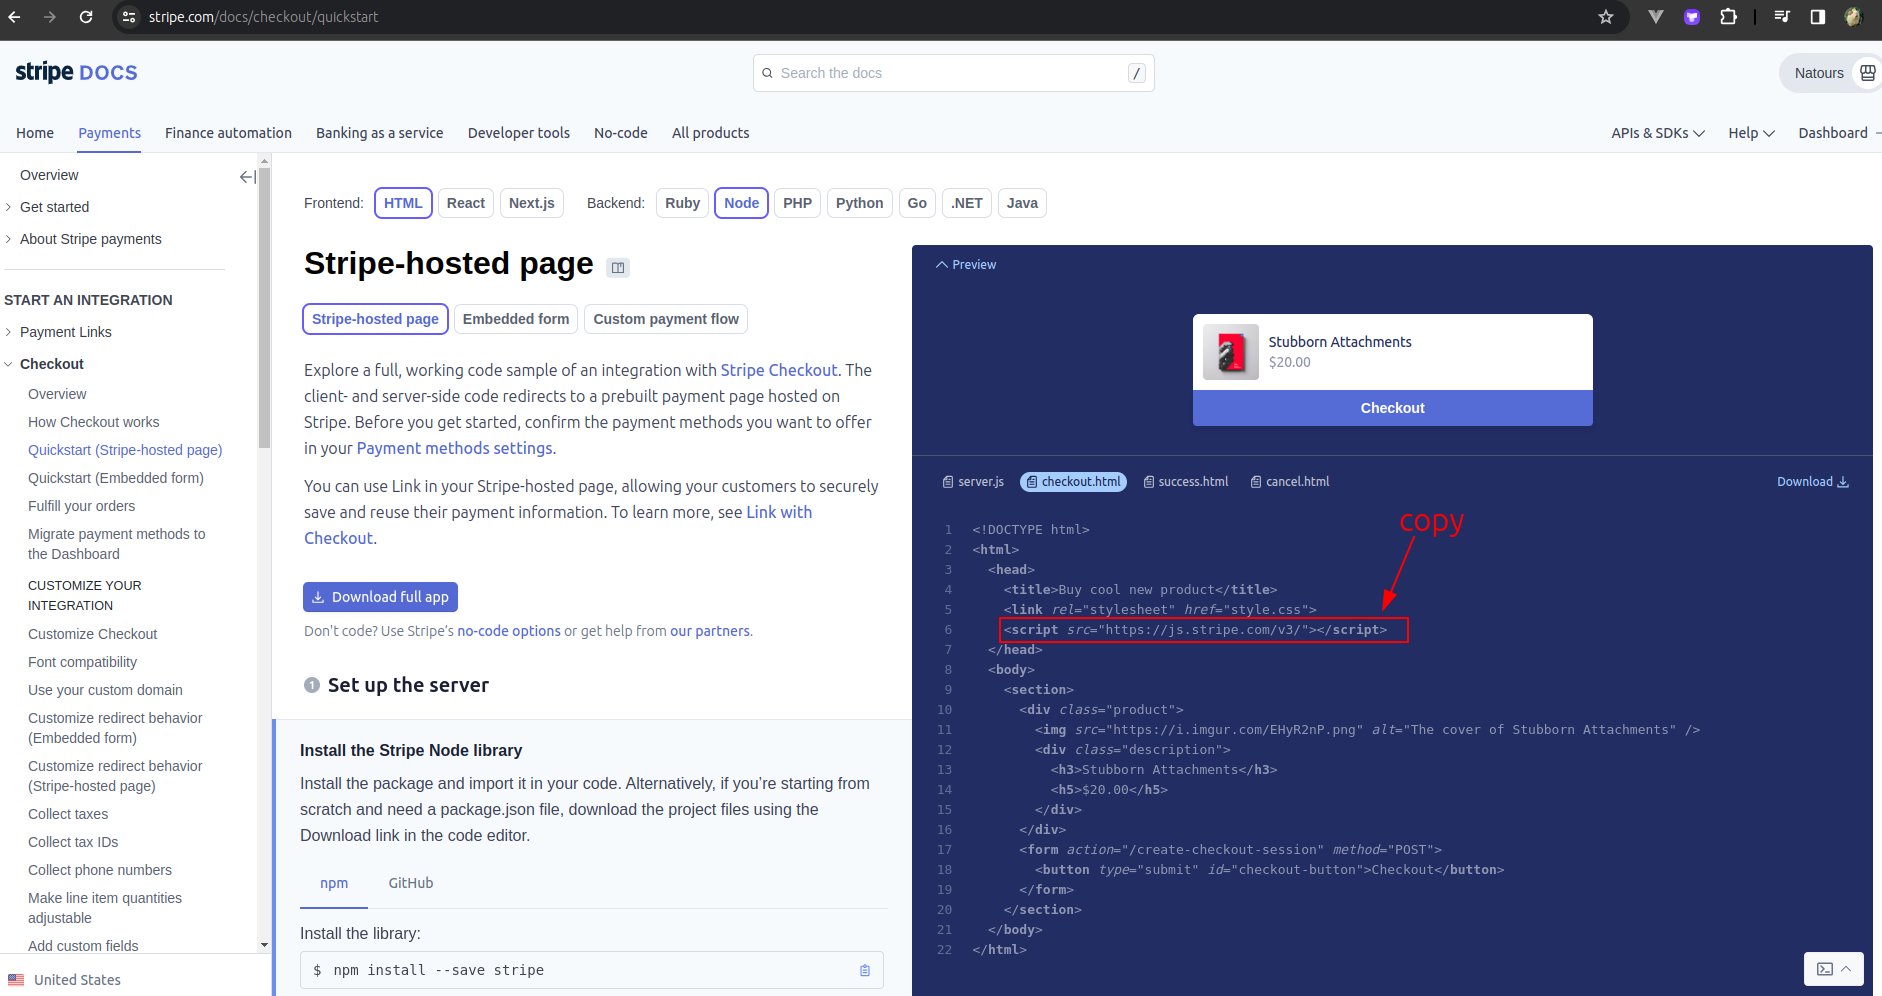 stripe.com/docs/checkout/quickstart
stripe DOCS
Search the docs
/
Natours
Home
Payments
Finance automation
Banking as a service
Developer tools
No-code
All products
APIs & SDKs
Help
Dashboard
Overview
Get started
About Stripe payments
START AN INTEGRATION
Payment Links
Checkout
Overview
How Checkout works
Quickstart (Stripe-hosted page)
Quickstart (Embedded form)
Fulfill your orders
Migrate payment methods to
the Dashboard
CUSTOMIZE YOUR
INTEGRATION
Customize Checkout
Font compatibility
Use your custom domain
Customize redirect behavior
(Embedded form)
Customize redirect behavior
(Stripe-hosted page)
Collect taxes
Collect tax IDs
Collect phone numbers
Make line item quantities
adjustable
Add custom fields
United States
Frontend: HTML React Next.js Backend: Ruby Node PHP Python Go .NET Java
Stripe-hosted page
Stripe-hosted page Embedded form Custom payment flow
Explore a full, working code sample of an integration with Stripe Checkout. The
client- and server-side code redirects to a prebuilt payment page hosted on
Stripe. Before you get started, confirm the payment methods you want to offer
in your Payment methods settings.
You can use Link in your Stripe-hosted page, allowing your customers to securely
save and reuse their payment information. To learn more, see Link with
Checkout.
Download full app
Don't code? Use Stripe's no-code options or get help from our partners.
1 Set up the server
Install the Stripe Node library
Install the package and import it in your code. Alternatively, if you're starting from
scratch and need a package.json file, download the project files using the
Download link in the code editor.
npm GitHub
Install the library:
$ npm install --save stripe
Preview
Stubborn Attachments
$20.00
Checkout
server.js checkout.html success.html cancel.html Download
copy
1 <!DOCTYPE html>
2 <html>
3 <head>
4 <title>Buy cool new product</title>
5 <link rel="stylesheet" href="style.css">
6 <script src="https://js.stripe.com/v3/"></script>
7 </head>
8 <body>
9 <section>
10 <div class="product">
11 <img src="https://i.imgur.com/EHyR2nP.png" alt="The cover of Stubborn Attachments" />
12 <div class="description">
13 <h3>Stubborn Attachments</h3>
14 <h5>$20.00</h5>
15 </div>
16 </div>
17 <form action="/create-checkout-session" method="POST">
18 <button type="submit" id="checkout-button">Checkout</button>
19 </form>
20 </section>
21 </body>
22 </html>